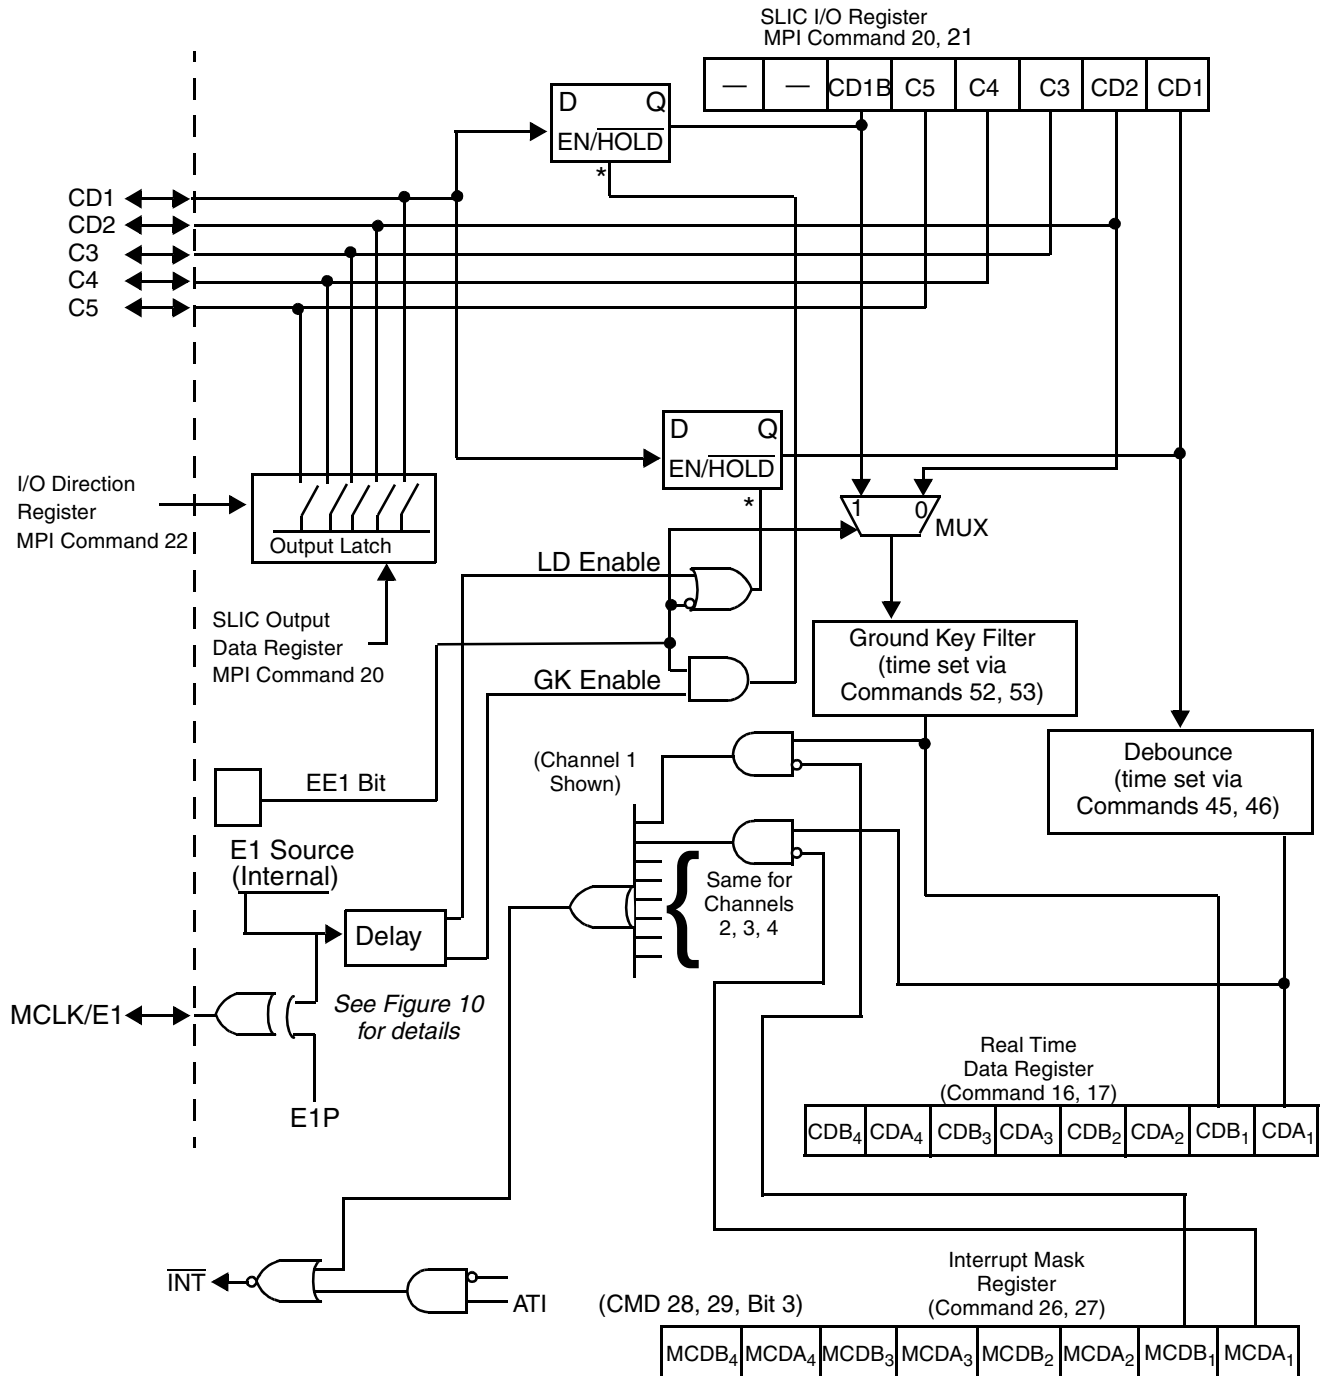 SLIC I/O Register
MPI Command 20, 21
— — CD1B C5 C4 C3 CD2 CD1
D Q
EN/HOLD
*
CD1
CD2
C3
C4
C5
D Q
EN/HOLD
*
I/O Direction
Register
MPI Command 22
Output Latch
1 0
MUX
LD Enable
SLIC Output
Data Register
MPI Command 20
GK Enable
Ground Key Filter
(time set via
Commands 52, 53)
(Channel 1
Shown)
Debounce
(time set via
Commands 45, 46)
EE1 Bit
E1 Source
(Internal)
Same for
Channels
2, 3, 4
{
Delay
MCLK/E1
See Figure 10
for details
E1P
Real Time
Data Register
(Command 16, 17)
CDB4 CDA4 CDB3 CDA3 CDB2 CDA2 CDB1 CDA1
INT
ATI
(CMD 28, 29, Bit 3)
Interrupt Mask
Register
(Command 26, 27)
MCDB4 MCDA4 MCDB3 MCDA3 MCDB2 MCDA2 MCDB1 MCDA1